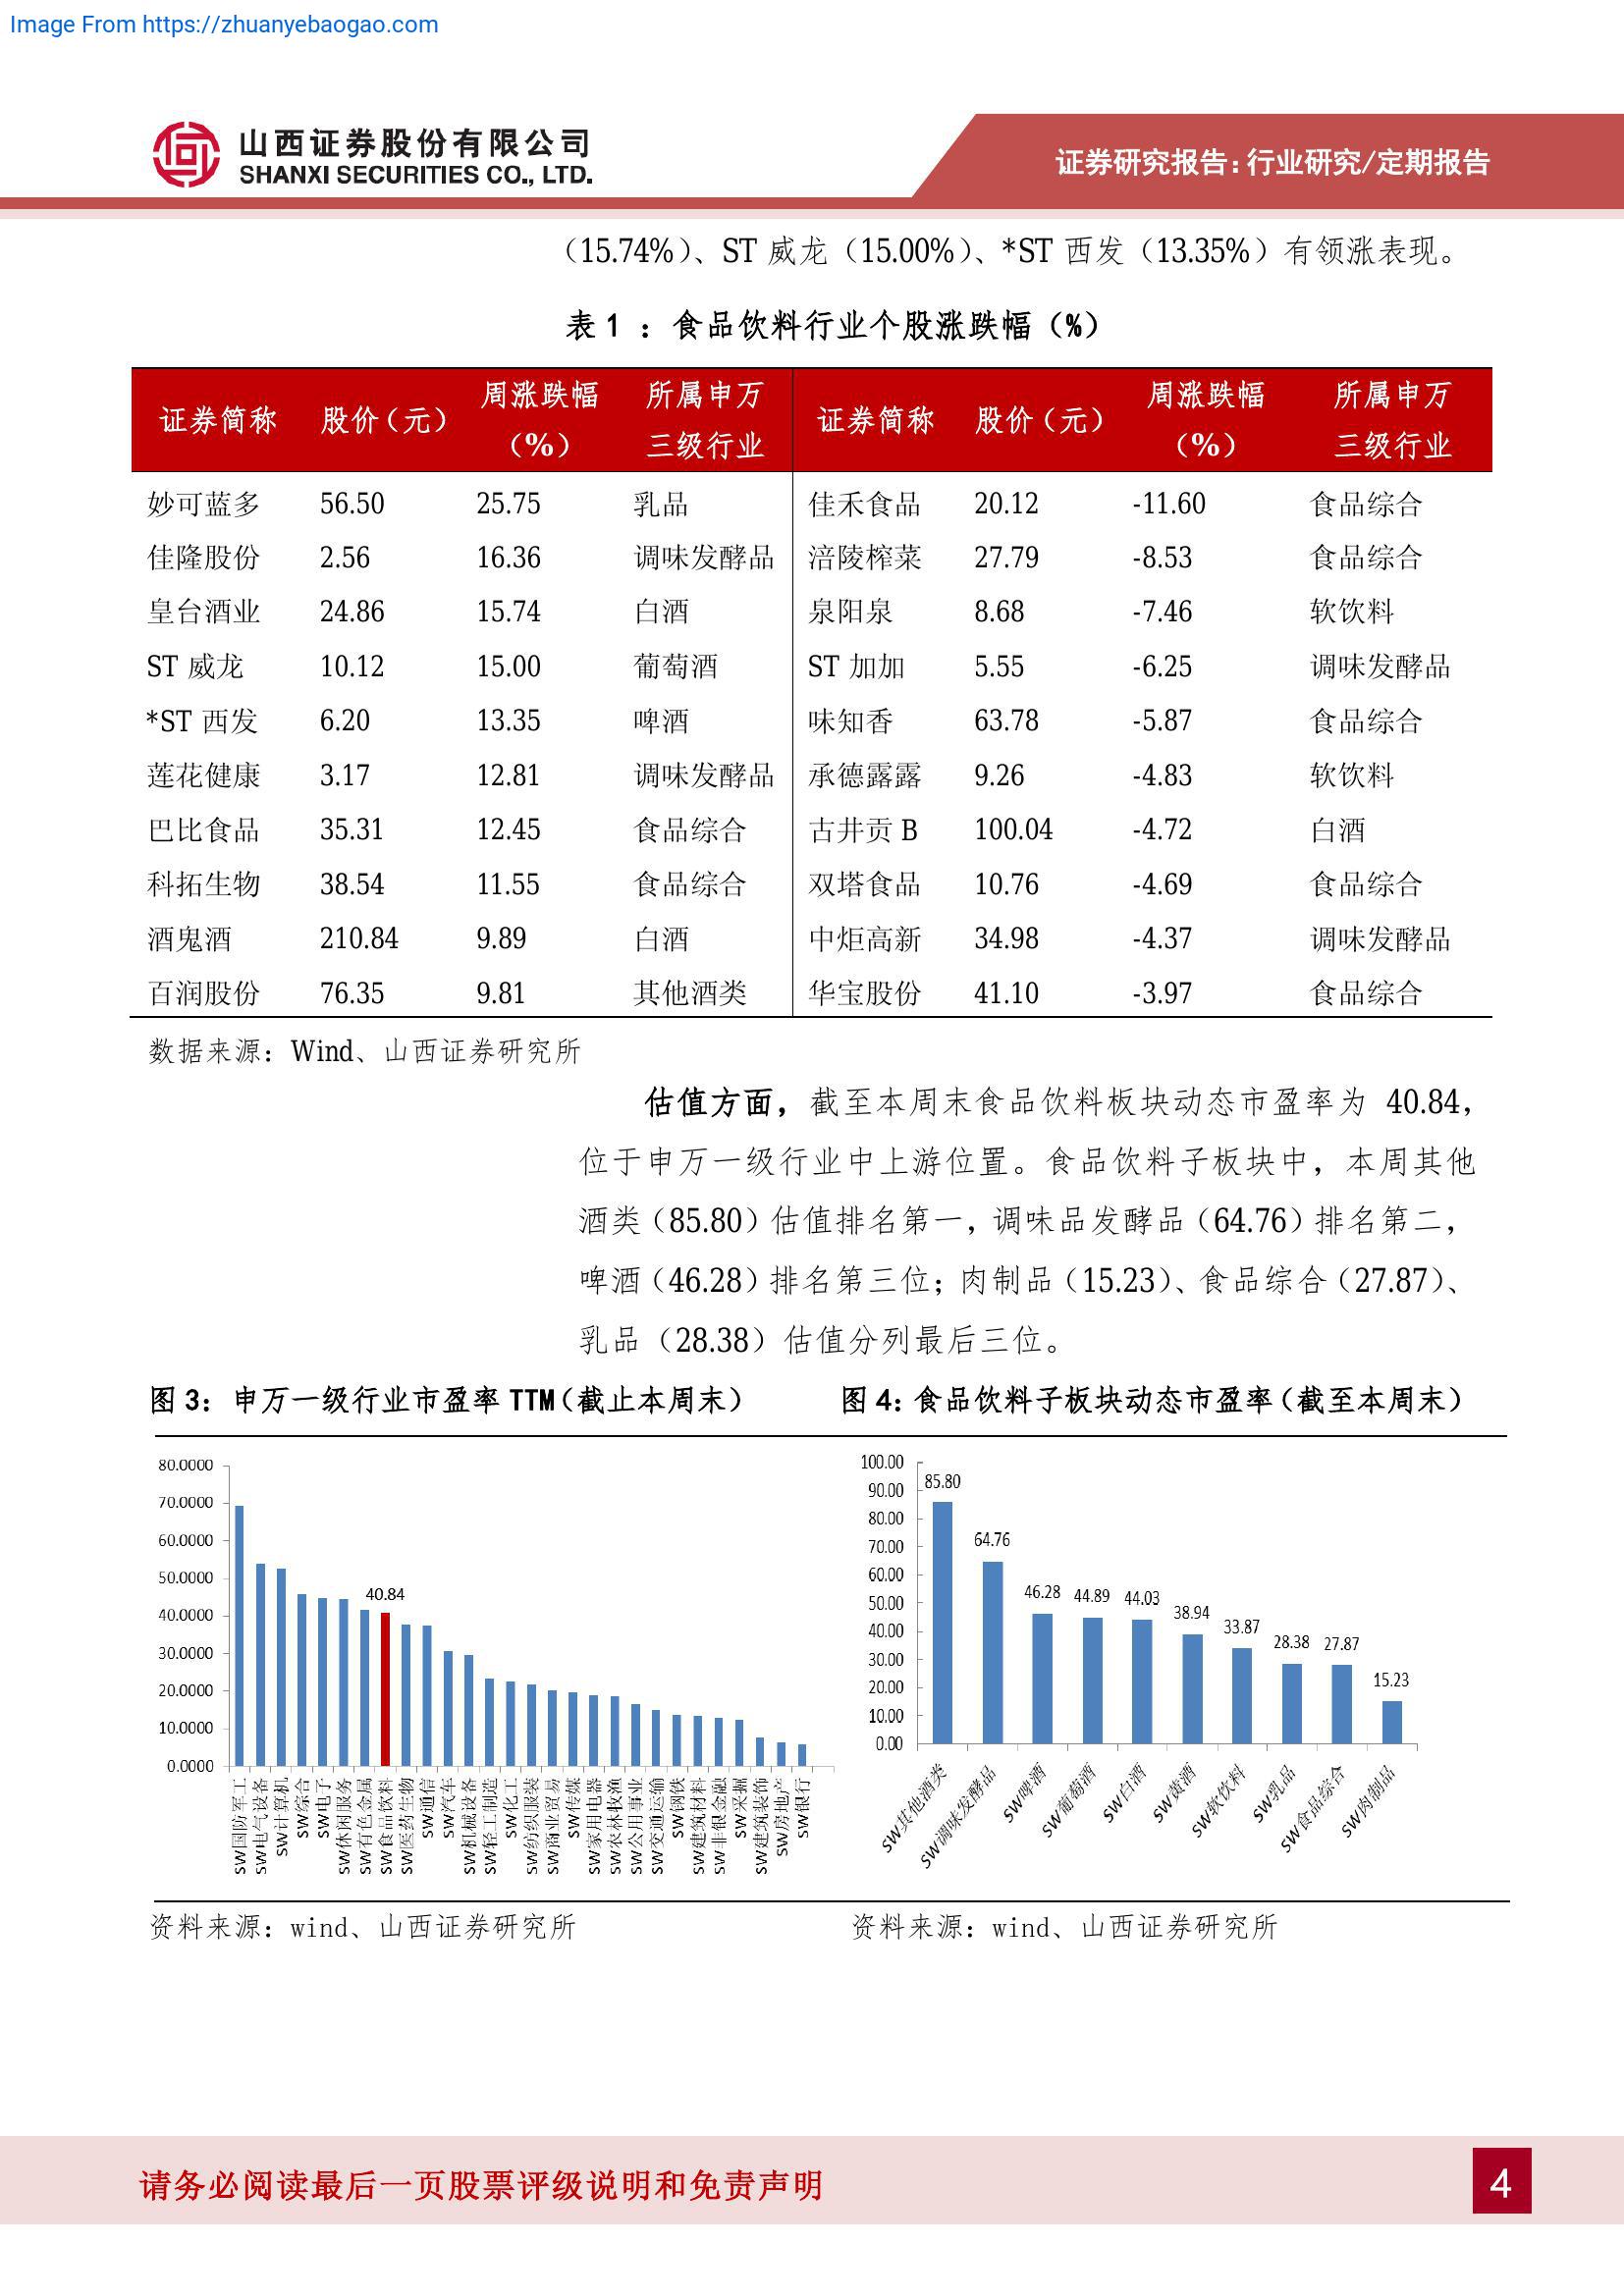 Image From https://zhuanyebaogao.com
山西证券股份有限公司
SHANXI SECURITIES CO., LTD.
证券研究报告:行业研究/定期报告
（15.74%）、ST 威龙（15.00%）、*ST 西发（13.35%）有领涨表现。
表 1 ：食品饮料行业个股涨跌幅（%）
证券简称 股价（元） 周涨跌幅（%） 所属申万三级行业 证券简称 股价（元） 周涨跌幅（%） 所属申万三级行业
妙可蓝多 56.50 25.75 乳品 佳禾食品 20.12 -11.60 食品综合
佳隆股份 2.56 16.36 调味发酵品 涪陵榨菜 27.79 -8.53 食品综合
皇台酒业 24.86 15.74 白酒 泉阳泉 8.68 -7.46 软饮料
ST 威龙 10.12 15.00 葡萄酒 ST 加加 5.55 -6.25 调味发酵品
*ST 西发 6.20 13.35 啤酒 味知香 63.78 -5.87 食品综合
莲花健康 3.17 12.81 调味发酵品 承德露露 9.26 -4.83 软饮料
巴比食品 35.31 12.45 食品综合 古井贡 B 100.04 -4.72 白酒
科拓生物 38.54 11.55 食品综合 双塔食品 10.76 -4.69 食品综合
酒鬼酒 210.84 9.89 白酒 中炬高新 34.98 -4.37 调味发酵品
百润股份 76.35 9.81 其他酒类 华宝股份 41.10 -3.97 食品综合
数据来源：Wind、山西证券研究所
估值方面，截至本周末食品饮料板块动态市盈率为 40.84，
位于申万一级行业中上游位置。食品饮料子板块中，本周其他
酒类（85.80）估值排名第一，调味品发酵品（64.76）排名第二，
啤酒（46.28）排名第三位；肉制品（15.23）、食品综合（27.87）、
乳品（28.38）估值分列最后三位。
图 3：申万一级行业市盈率 TTM（截止本周末）
80.0000
70.0000
60.0000
50.0000
40.0000
30.0000
20.0000
10.0000
0.0000
40.84
SW国防军工
SW电气设备
SW计算机
SW综合
SW电子
SW休闲服务
SW有色金属
SW食品饮料
SW医药生物
SW通信
SW汽车
SW机械设备
SW轻工制造
SW化工
SW纺织服装
SW商业贸易
SW传媒
SW家用电器
SW农林牧渔
SW公用事业
SW交通运输
SW钢铁
SW建筑材料
SW非银金融
SW采掘
SW建筑装饰
SW房地产
SW银行
资料来源：wind、山西证券研究所
图 4：食品饮料子板块动态市盈率（截至本周末）
100.00
90.00
80.00
70.00
60.00
50.00
40.00
30.00
20.00
10.00
0.00
85.80
64.76
46.28
44.89
44.03
38.94
33.87
28.38
27.87
15.23
SW其他酒类
SW调味发酵品
SW啤酒
SW葡萄酒
SW白酒
SW黄酒
SW软饮料
SW乳品
SW食品综合
SW肉制品
资料来源：wind、山西证券研究所
请务必阅读最后一页股票评级说明和免责声明
4